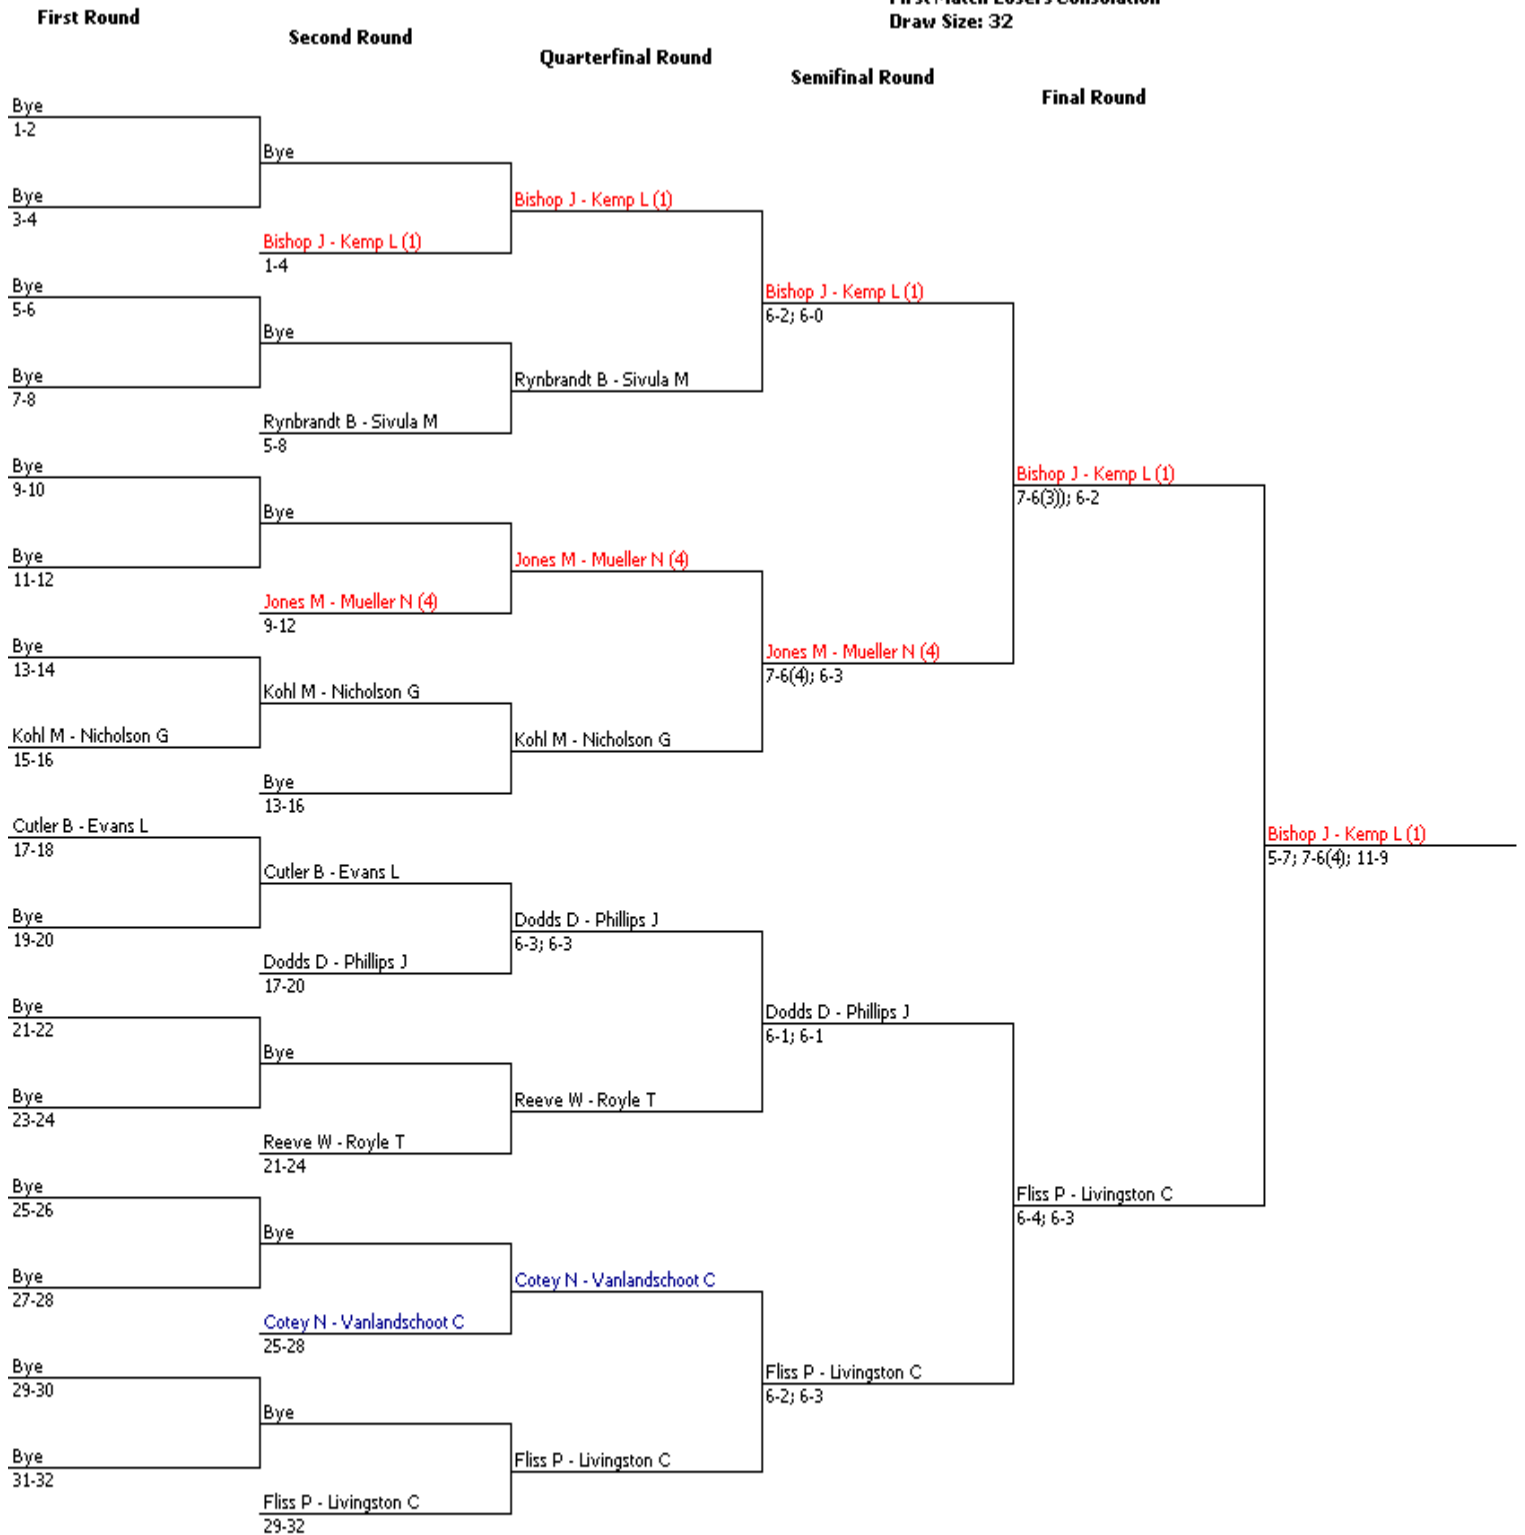 First Match Losers Consolation
Draw Size: 32
First Round
Second Round
Quarterfinal Round
Semifinal Round
Final Round
Bye
1-2
Bye
Bye
3-4
Bishop J - Kemp L (1)
Bishop J - Kemp L (1)
1-4
Bye
5-6
Bishop J - Kemp L (1)
6-2; 6-0
Bye
Bye
7-8
Rynbrandt B - Sivula M
Rynbrandt B - Sivula M
5-8
Bye
9-10
Bishop J - Kemp L (1)
7-6(3)); 6-2
Bye
Bye
11-12
Jones M - Mueller N (4)
Jones M - Mueller N (4)
9-12
Bye
13-14
Jones M - Mueller N (4)
7-6(4); 6-3
Kohl M - Nicholson G
Kohl M - Nicholson G
15-16
Kohl M - Nicholson G
Bye
13-16
Cutler B - Evans L
17-18
Bishop J - Kemp L (1)
5-7; 7-6(4); 11-9
Cutler B - Evans L
Bye
19-20
Dodds D - Phillips J
6-3; 6-3
Dodds D - Phillips J
17-20
Bye
21-22
Dodds D - Phillips J
6-1; 6-1
Bye
Bye
23-24
Reeve W - Royle T
Reeve W - Royle T
21-24
Bye
25-26
Fliss P - Livingston C
6-4; 6-3
Bye
Bye
27-28
Cotey N - Vanlandschoot C
Cotey N - Vanlandschoot C
25-28
Bye
29-30
Fliss P - Livingston C
6-2; 6-3
Bye
Bye
31-32
Fliss P - Livingston C
Fliss P - Livingston C
29-32